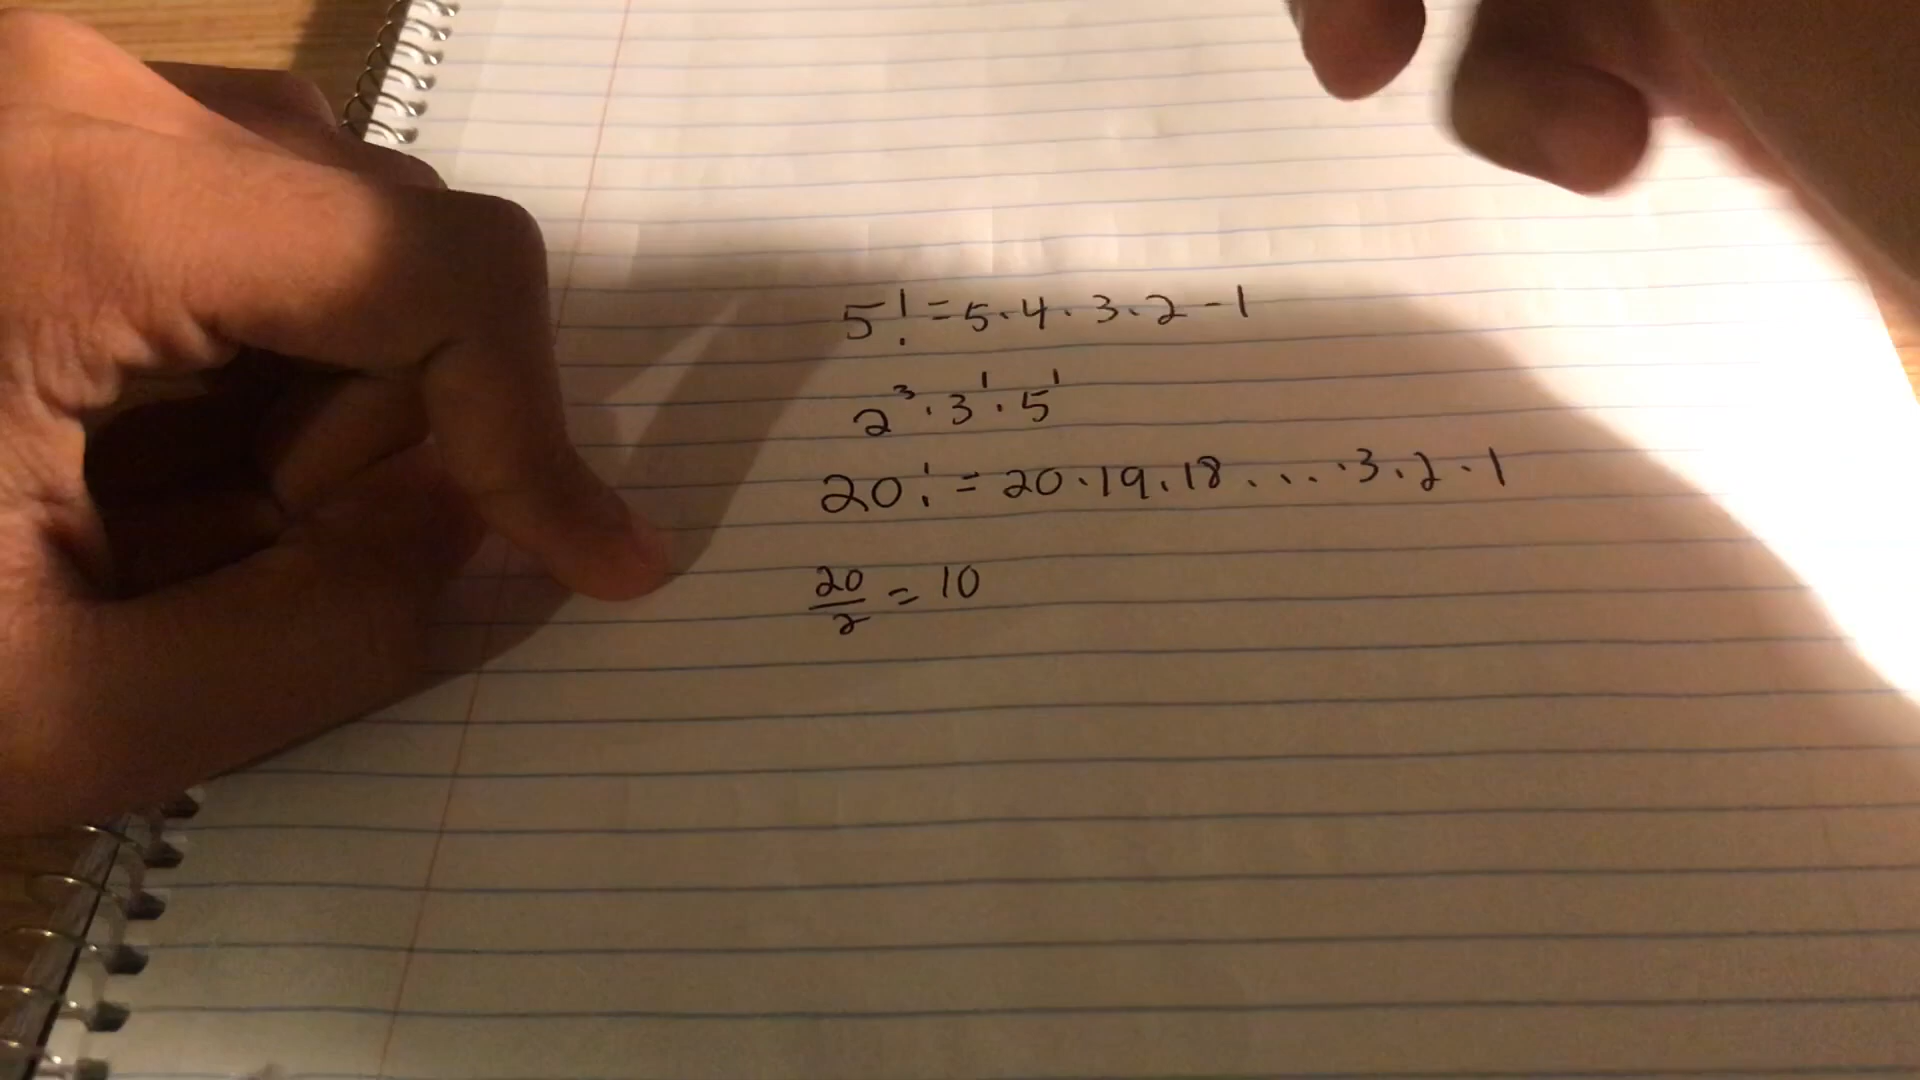 5! = 5 · 4 · 3 · 2 - 1
2³ · 3¹ · 5¹
20! = 20 · 19 · 18 · ... · 3 · 2 · 1
20/2 = 10